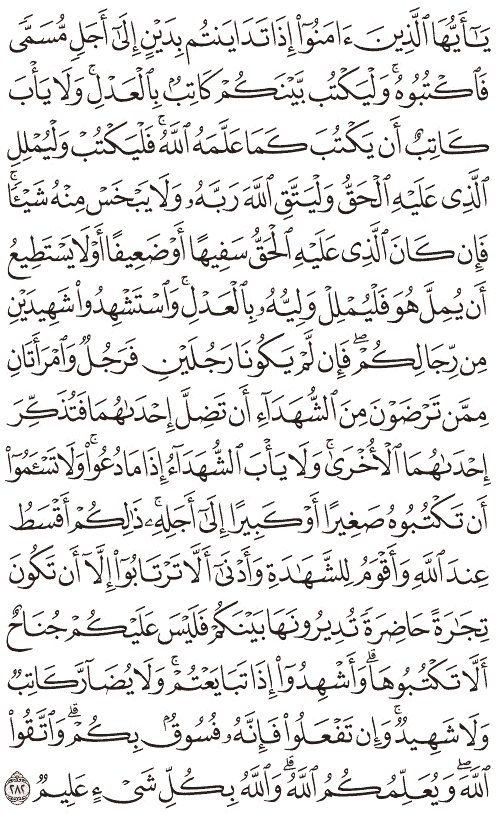 يَـٰٓأَيُّهَا ٱلَّذِينَ ءَامَنُوٓا۟ إِذَا تَدَايَنتُم بِدَيْنٍ إِلَىٰٓ أَجَلٍ مُّسَمًّى
فَٱكْتُبُوهُ ۚ وَلْيَكْتُب بَّيْنَكُمْ كَاتِبٌۢ بِٱلْعَدْلِ ۚ وَلَا يَأْبَ
كَاتِبٌ أَن يَكْتُبَ كَمَا عَلَّمَهُ ٱللَّهُ ۚ فَلْيَكْتُبْ وَلْيُمْلِلِ
ٱلَّذِى عَلَيْهِ ٱلْحَقُّ وَلْيَتَّقِ ٱللَّهَ رَبَّهُۥ وَلَا يَبْخَسْ مِنْهُ شَيْـًٔا ۚ
فَإِن كَانَ ٱلَّذِى عَلَيْهِ ٱلْحَقُّ سَفِيهًا أَوْ ضَعِيفًا أَوْ لَا يَسْتَطِيعُ
أَن يُمِلَّ هُوَ فَلْيُمْلِلْ وَلِيُّهُۥ بِٱلْعَدْلِ ۚ وَٱسْتَشْهِدُوا۟ شَهِيدَيْنِ
مِن رِّجَالِكُمْ ۖ فَإِن لَّمْ يَكُونَا رَجُلَيْنِ فَرَجُلٌ وَٱمْرَأَتَانِ
مِمَّن تَرْضَوْنَ مِنَ ٱلشُّهَدَآءِ أَن تَضِلَّ إِحْدَىٰهُمَا فَتُذَكِّرَ
إِحْدَىٰهُمَا ٱلْأُخْرَىٰ ۚ وَلَا يَأْبَ ٱلشُّهَدَآءُ إِذَا مَا دُعُوا۟ ۚ وَلَا تَسْـَٔمُوٓا۟
أَن تَكْتُبُوهُ صَغِيرًا أَوْ كَبِيرًا إِلَىٰٓ أَجَلِهِۦ ۚ ذَٰلِكُمْ أَقْسَطُ
عِندَ ٱللَّهِ وَأَقْوَمُ لِلشَّهَـٰدَةِ وَأَدْنَىٰٓ أَلَّا تَرْتَابُوٓا۟ ۖ إِلَّآ أَن تَكُونَ
تِجَـٰرَةً حَاضِرَةً تُدِيرُونَهَا بَيْنَكُمْ فَلَيْسَ عَلَيْكُمْ جُنَاحٌ
أَلَّا تَكْتُبُوهَا ۗ وَأَشْهِدُوٓا۟ إِذَا تَبَايَعْتُمْ ۚ وَلَا يُضَآرَّ كَاتِبٌ
وَلَا شَهِيدٌ ۚ وَإِن تَفْعَلُوا۟ فَإِنَّهُۥ فُسُوقٌۢ بِكُمْ ۗ وَٱتَّقُوا۟
ٱللَّهَ ۖ وَيُعَلِّمُكُمُ ٱللَّهُ ۗ وَٱللَّهُ بِكُلِّ شَىْءٍ عَلِيمٌ ٢٨٢